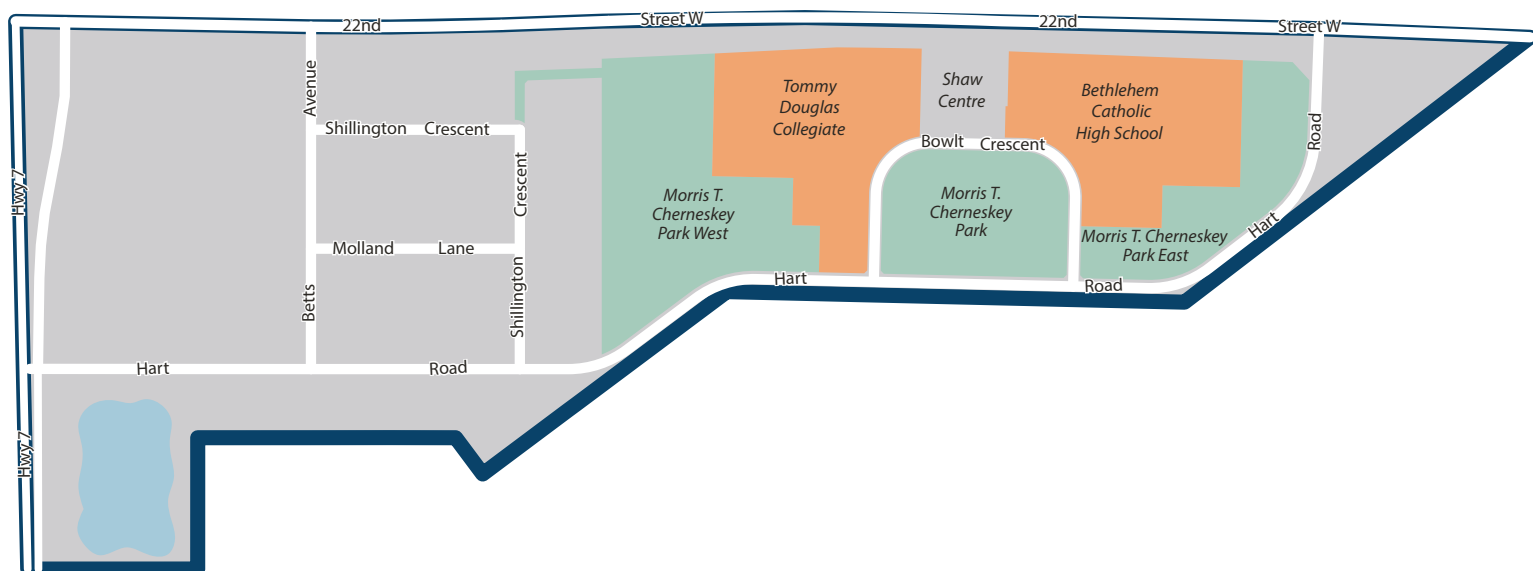 22nd
Street W
22nd
Street W
Avenue
Shillington Crescent
Crescent
Tommy
Douglas
Collegiate
Shaw
Centre
Bethlehem
Catholic
High School
Road
Bowlt Crescent
Hwy 7
Morris T.
Cherneskey
Park West
Morris T.
Cherneskey
Park
Morris T. Cherneskey
Park East
Hart
Molland Lane
Betts
Shillington
Hart
Road
Hart
Road
Hwy 7